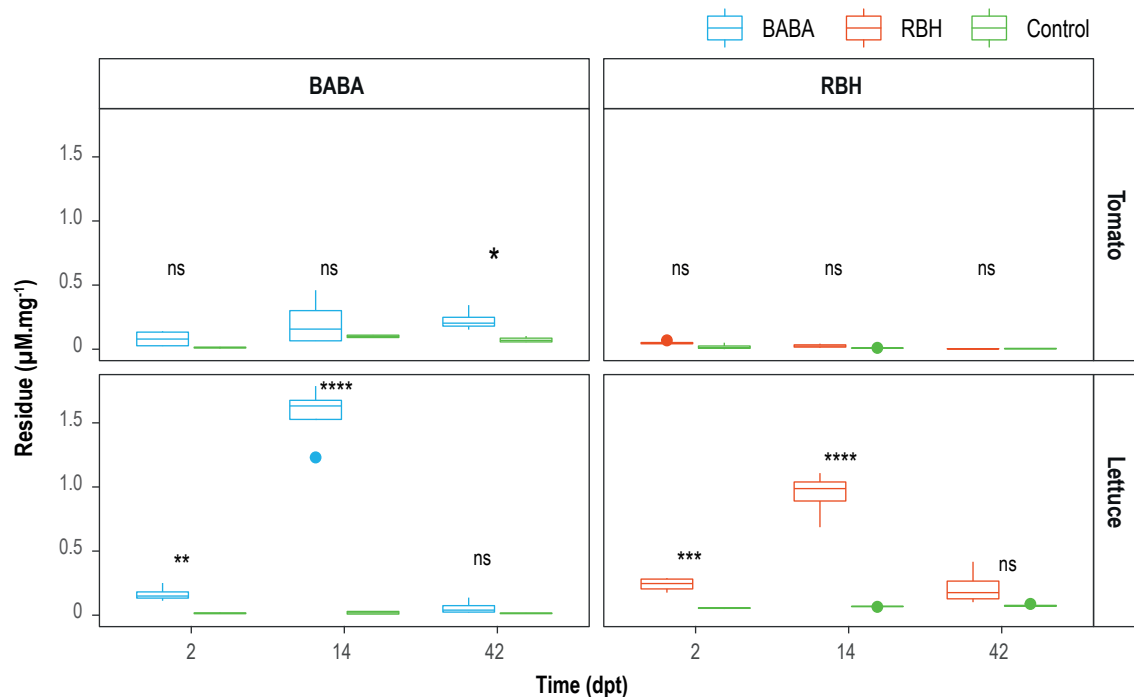 BABA RBH Control
BABA RBH
1.5
1.0
0.5
0
ns ns *
ns ns ns
Tomato
Residue (µM.mg⁻¹)
1.5
1.0
0.5
0
** **** ns
*** **** ns
Lettuce
2 14 42 2 14 42
Time (dpt)